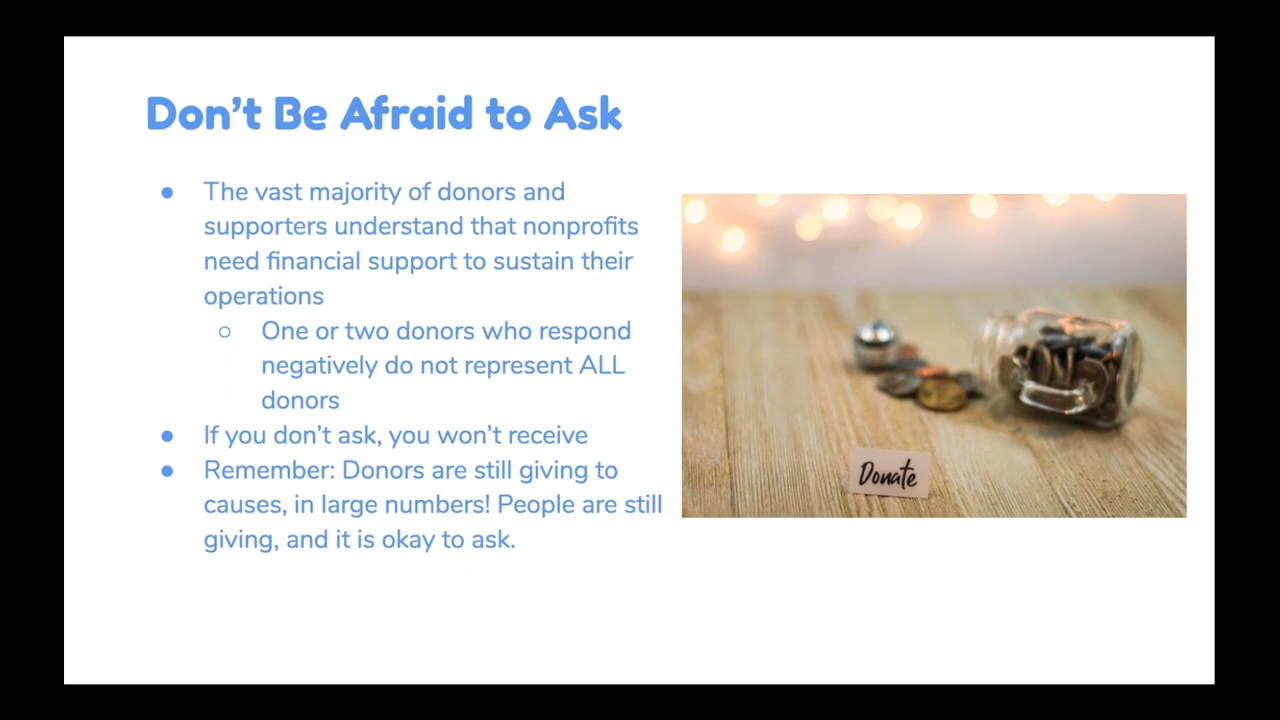 Don’t Be Afraid to Ask
● The vast majority of donors and
supporters understand that nonprofits
need financial support to sustain their
operations
○ One or two donors who respond
negatively do not represent ALL
donors
● If you don’t ask, you won’t receive
● Remember: Donors are still giving to
causes, in large numbers! People are still
giving, and it is okay to ask.
Donate